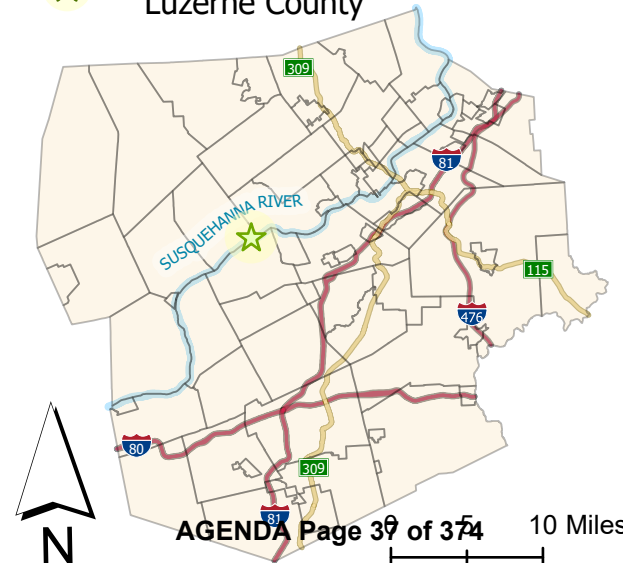 Luzerne County
309
81
SUSQUEHANNA RIVER
115
476
80
309
81
N
AGENDA Page 37 of 374
0 5 10 Miles